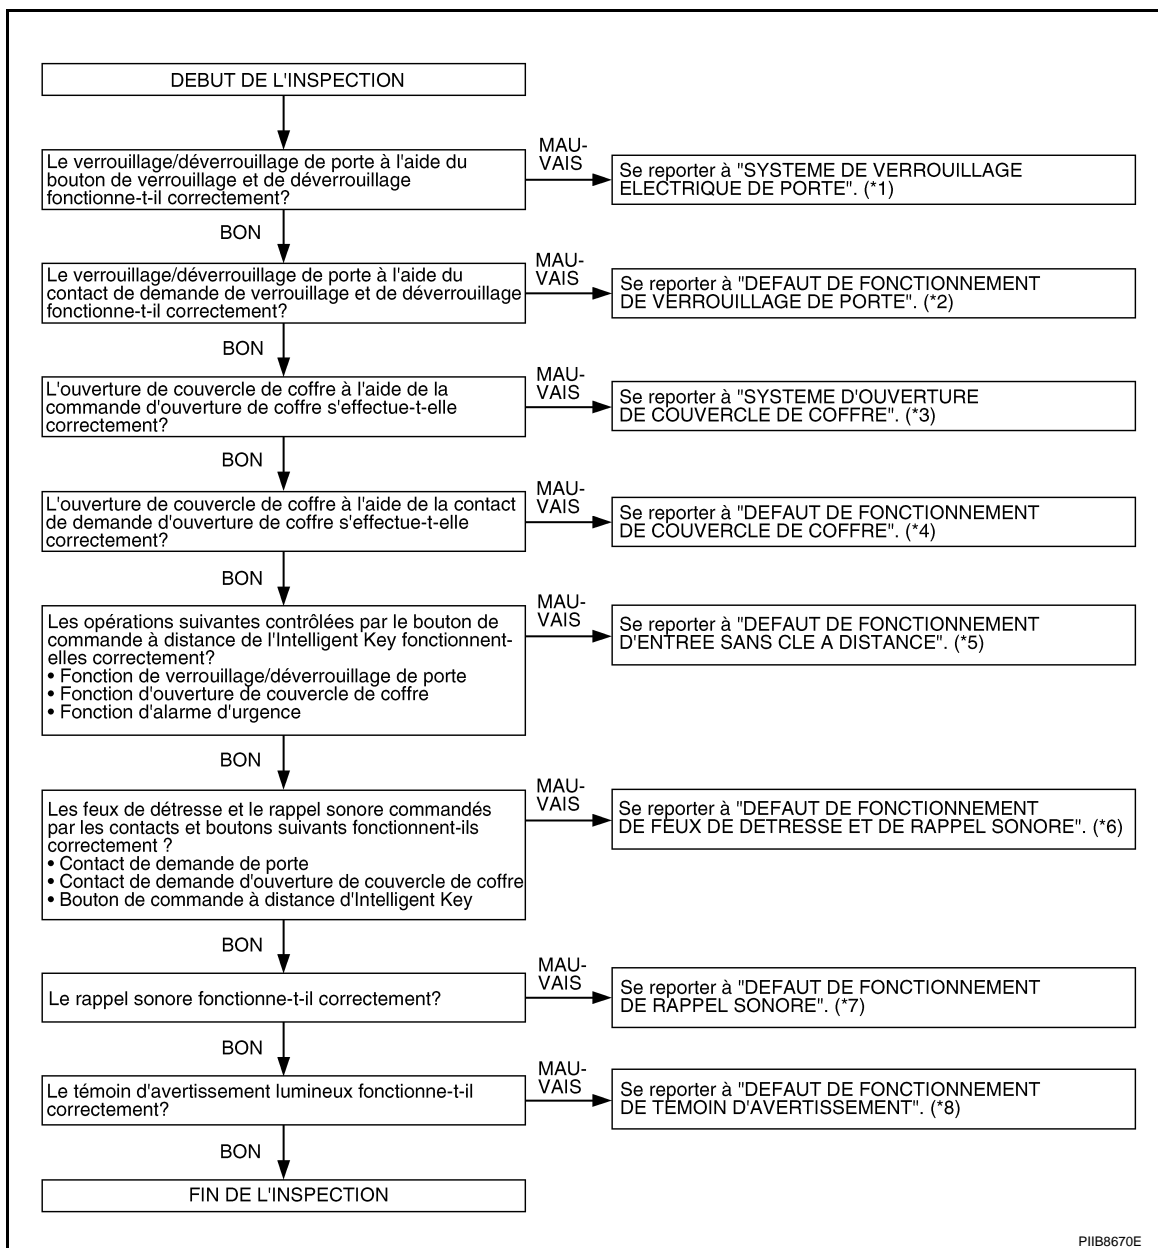 DEBUT DE L'INSPECTION
Le verrouillage/déverrouillage de porte à l'aide du
bouton de verrouillage et de déverrouillage
fonctionne-t-il correctement?
MAU-
VAIS
Se reporter à "SYSTEME DE VERROUILLAGE
ELECTRIQUE DE PORTE". (*1)
BON
Le verrouillage/déverrouillage de porte à l'aide du
contact de demande de verrouillage et de déverrouillage
fonctionne-t-il correctement?
MAU-
VAIS
Se reporter à "DEFAUT DE FONCTIONNEMENT
DE VERROUILLAGE DE PORTE". (*2)
BON
L'ouverture de couvercle de coffre à l'aide de la
commande d'ouverture de coffre s'effectue-t-elle
correctement?
MAU-
VAIS
Se reporter à "SYSTEME D'OUVERTURE
DE COUVERCLE DE COFFRE". (*3)
BON
L'ouverture de couvercle de coffre à l'aide de la contact
de demande d'ouverture de coffre s'effectue-t-elle
correctement?
MAU-
VAIS
Se reporter à "DEFAUT DE FONCTIONNEMENT
DE COUVERCLE DE COFFRE". (*4)
BON
Les opérations suivantes contrôlées par le bouton de
commande à distance de l'Intelligent Key fonctionnent-
elles correctement?
• Fonction de verrouillage/déverrouillage de porte
• Fonction d'ouverture de couvercle de coffre
• Fonction d'alarme d'urgence
MAU-
VAIS
Se reporter à "DEFAUT DE FONCTIONNEMENT
D'ENTREE SANS CLE A DISTANCE". (*5)
BON
Les feux de détresse et le rappel sonore commandés
par les contacts et boutons suivants fonctionnent-ils
correctement ?
• Contact de demande de porte
• Contact de demande d'ouverture de couvercle de coffre
• Bouton de commande à distance d'Intelligent Key
MAU-
VAIS
Se reporter à "DEFAUT DE FONCTIONNEMENT
DE FEUX DE DETRESSE ET DE RAPPEL SONORE". (*6)
BON
Le rappel sonore fonctionne-t-il correctement?
MAU-
VAIS
Se reporter à "DEFAUT DE FONCTIONNEMENT
DE RAPPEL SONORE". (*7)
BON
Le témoin d'avertissement lumineux fonctionne-t-il
correctement?
MAU-
VAIS
Se reporter à "DEFAUT DE FONCTIONNEMENT
DE TEMOIN D'AVERTISSEMENT". (*8)
BON
FIN DE L'INSPECTION
PIIB8670E